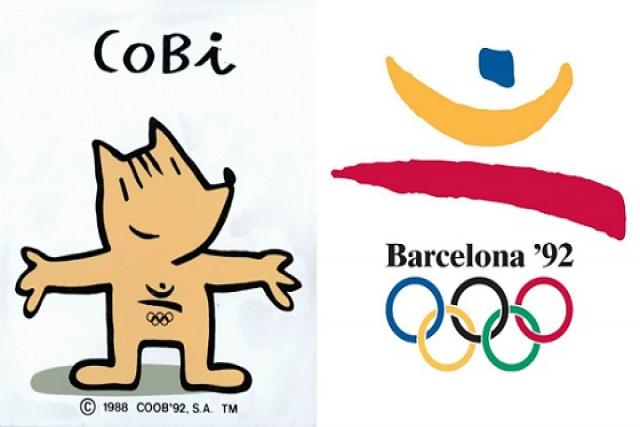 CoBi
© 1988 COOB'92, S.A. TM
Barcelona '92